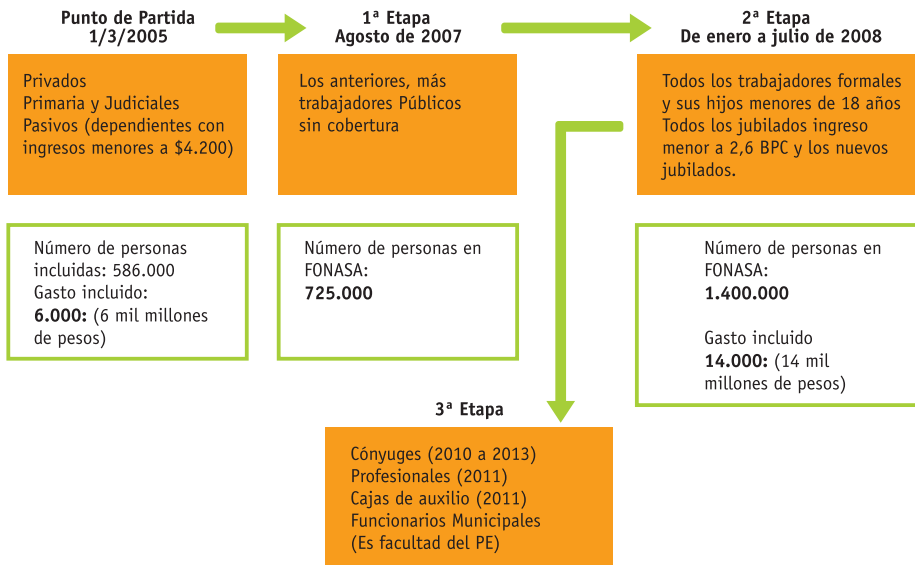 Punto de Partida
1/3/2005
Privados
Primaria y Judiciales
Pasivos (dependientes con
ingresos menores a $4.200)
Número de personas
incluidas: 586.000
Gasto incluido:
6.000: (6 mil millones
de pesos)
1ª Etapa
Agosto de 2007
Los anteriores, más
trabajadores Públicos
sin cobertura
Número de personas en
FONASA:
725.000
2ª Etapa
De enero a julio de 2008
Todos los trabajadores formales
y sus hijos menores de 18 años
Todos los jubilados ingreso
menor a 2,6 BPC y los nuevos
jubilados.
Número de personas en
FONASA:
1.400.000
Gasto incluido
14.000: (14 mil
millones de pesos)
3ª Etapa
Cónyuges (2010 a 2013)
Profesionales (2011)
Cajas de auxilio (2011)
Funcionarios Municipales
(Es facultad del PE)